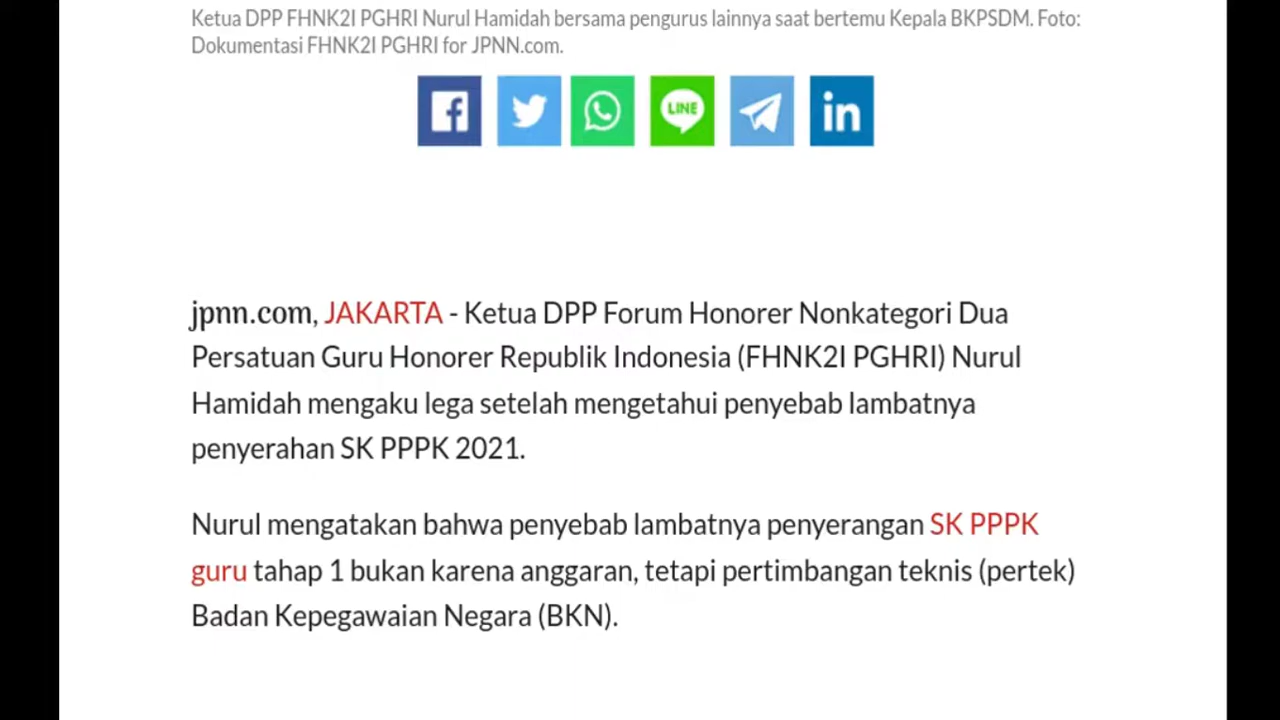 Ketua DPP FHNK2I PGHRI Nurul Hamidah bersama pengurus lainnya saat bertemu Kepala BKPSDM. Foto:
Dokumentasi FHNK2I PGHRI for JPNN.com.
LINE
in
jpnn.com, JAKARTA - Ketua DPP Forum Honorer Nonkategori Dua
Persatuan Guru Honorer Republik Indonesia (FHNK2I PGHRI) Nurul
Hamidah mengaku lega setelah mengetahui penyebab lambatnya
penyerahan SK PPPK 2021.
Nurul mengatakan bahwa penyebab lambatnya penyerangan SK PPPK
guru tahap 1 bukan karena anggaran, tetapi pertimbangan teknis (pertek)
Badan Kepegawaian Negara (BKN).